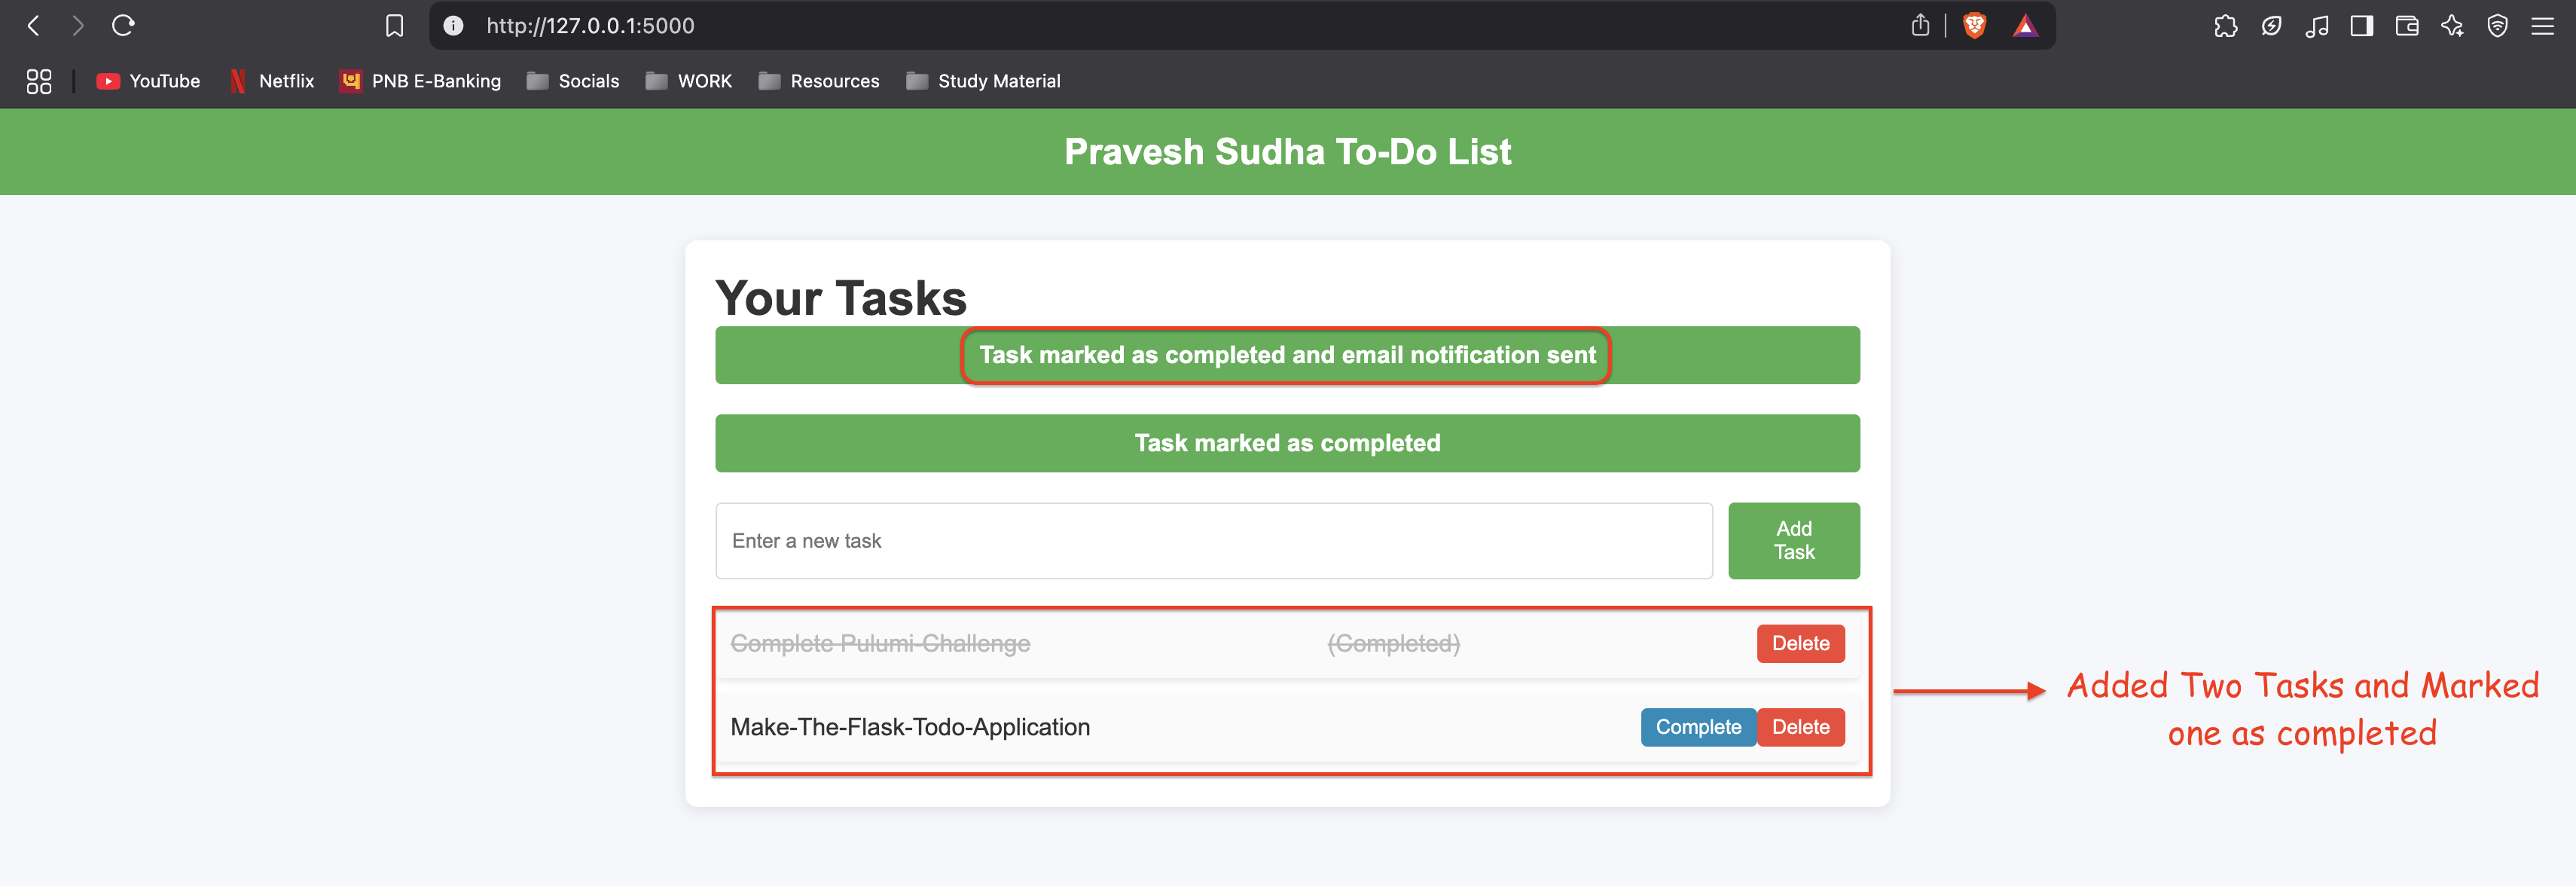 http://127.0.0.1:5000
YouTube Netflix PNB E-Banking Socials WORK Resources Study Material
Pravesh Sudha To-Do List
Your Tasks
Task marked as completed and email notification sent
Task marked as completed
Enter a new task
Add
Task
Complete Pulumi-Challenge (Completed) Delete
Make-The-Flask-Todo-Application Complete Delete
Added Two Tasks and Marked
one as completed